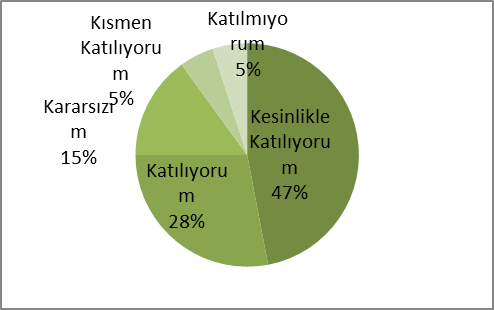 Kesinlikle
Katılıyoru
m
47%
Katılıyoru
m
28%
Kararsızı
m
15%
Kısmen
Katılıyoru
m
5%
Katılmıyo
rum
5%